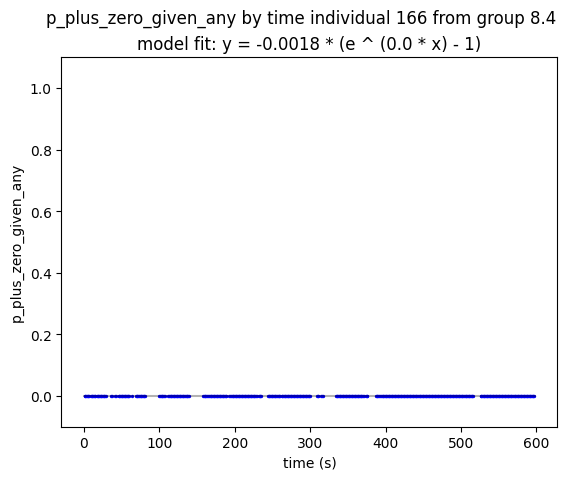 p_plus_zero_given_any by time individual 166 from group 8.4
model fit: y = -0.0018 * (e ^ (0.0 * x) - 1)
1.0
0.8
0.6
0.4
0.2
0.0
p_plus_zero_given_any
0 100 200 300 400 500 600
time (s)